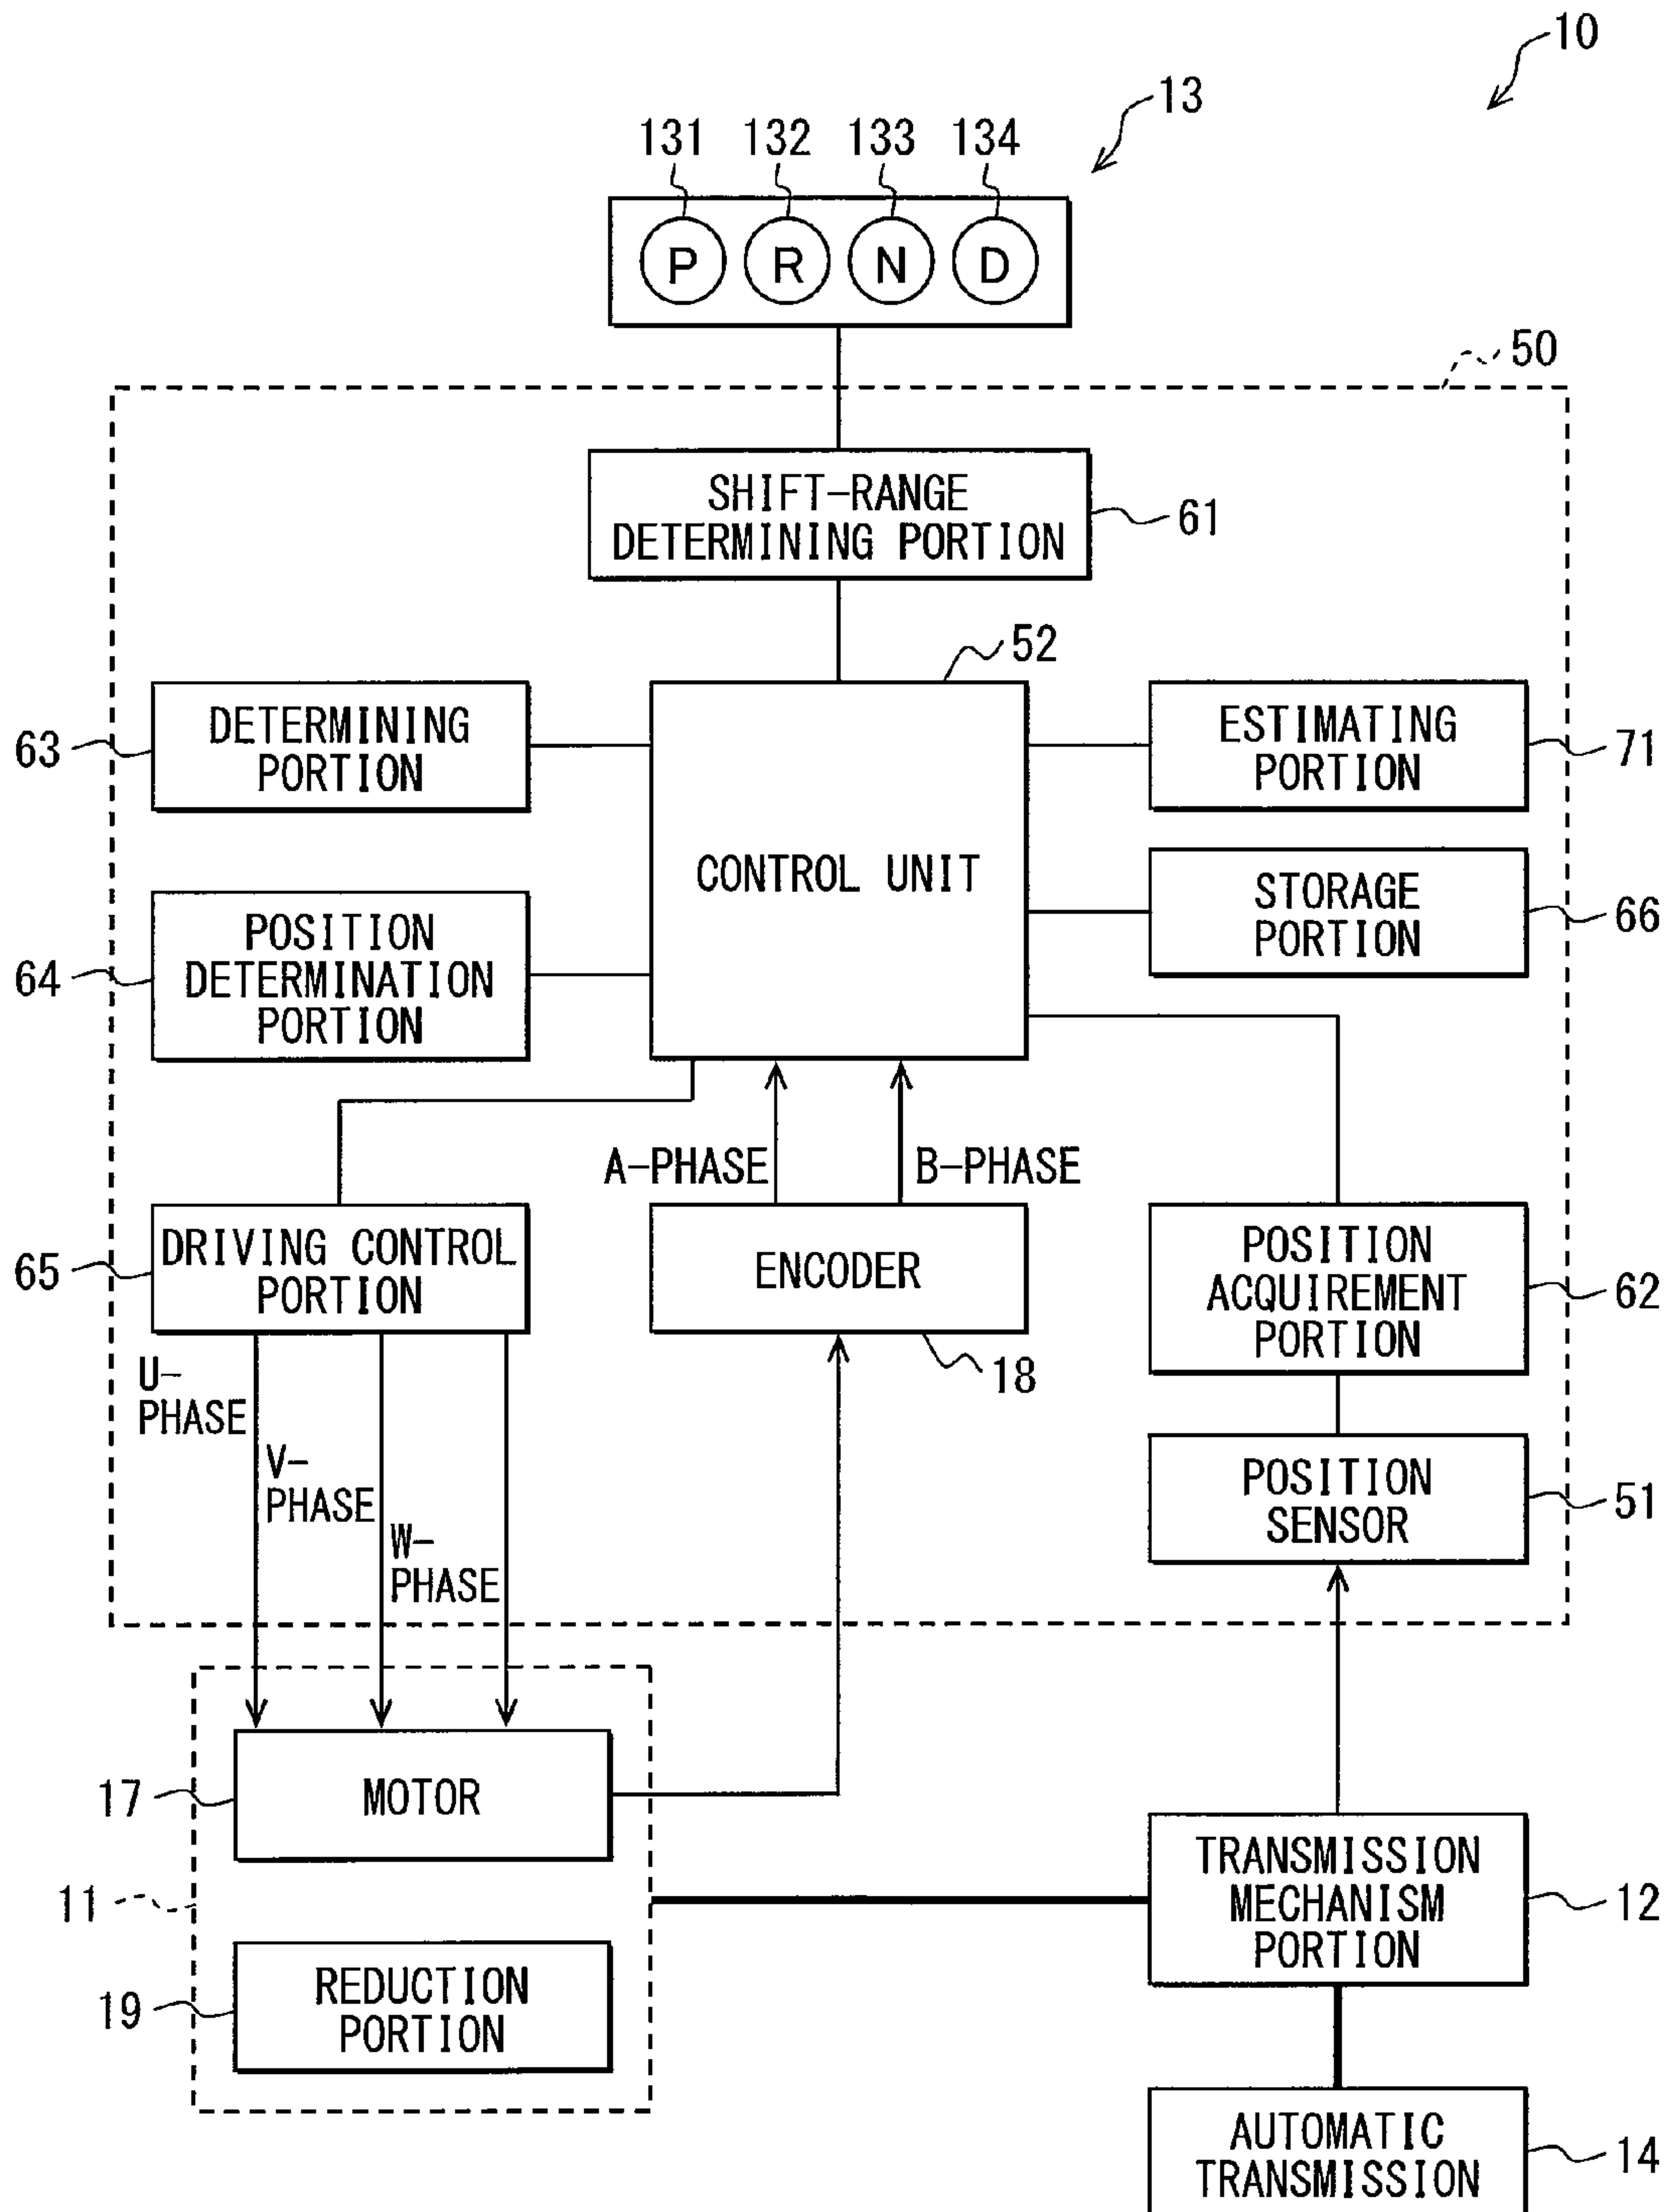 10
13
131 132 133 134
P R N D
50
SHIFT-RANGE
DETERMINING PORTION
61
52
63
DETERMINING
PORTION
ESTIMATING
PORTION
71
CONTROL UNIT
STORAGE
PORTION
66
64
POSITION
DETERMINATION
PORTION
A-PHASE
B-PHASE
65
DRIVING CONTROL
PORTION
ENCODER
18
POSITION
ACQUIREMENT
PORTION
62
U-
PHASE
V-
PHASE
W-
PHASE
POSITION
SENSOR
51
17
MOTOR
11
TRANSMISSION
MECHANISM
PORTION
12
19
REDUCTION
PORTION
AUTOMATIC
TRANSMISSION
14